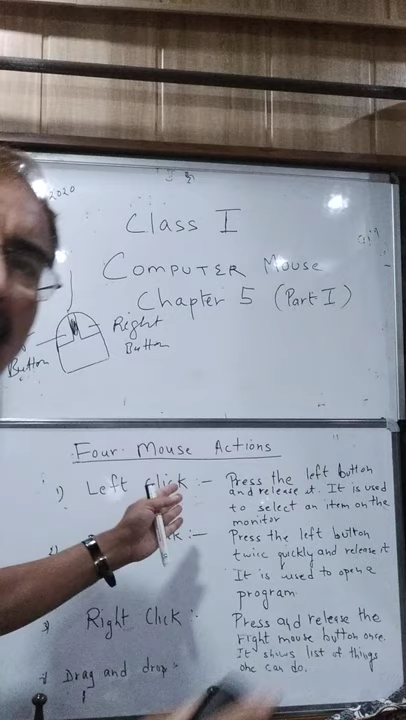 2020
Class I
COMPUTER Mouse
Chapter 5 (Part I)
Right
Button
Button
Four Mouse Actions
1) Left Click :- Press the left button
and release it. It is used
to select an item on the
monitor
2) :- Press the left button
twice quickly and release it
It is used to open a
program.
3) Right Click :- Press and release the
right mouse button once.
It shows list of things
one can do.
Drag and drop :-